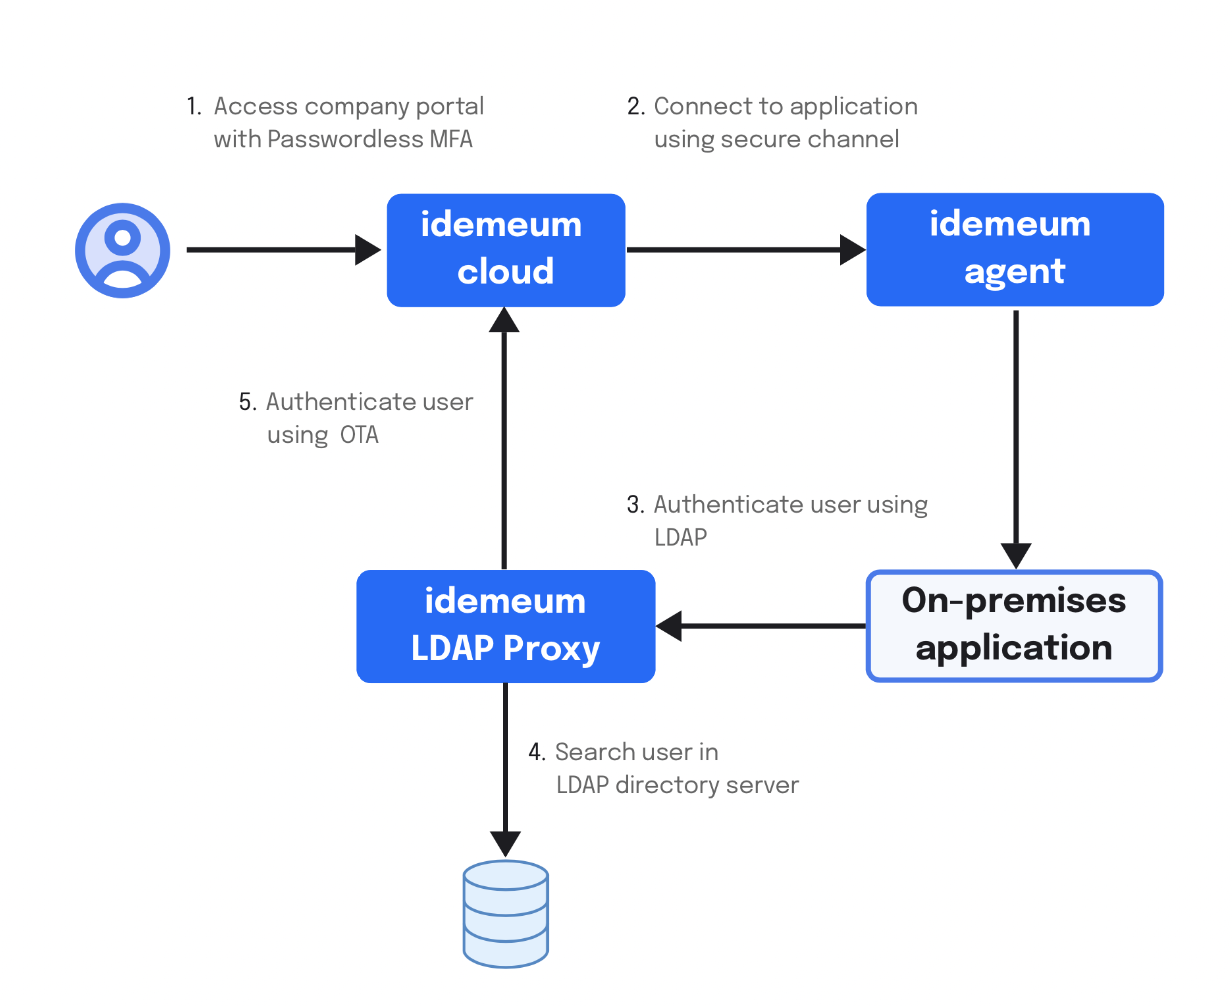 1. Access company portal
with Passwordless MFA
2. Connect to application
using secure channel
idemeum
cloud
idemeum
agent
5. Authenticate user
using OTA
3. Authenticate user using
LDAP
idemeum
LDAP Proxy
On-premises
application
4. Search user in
LDAP directory server